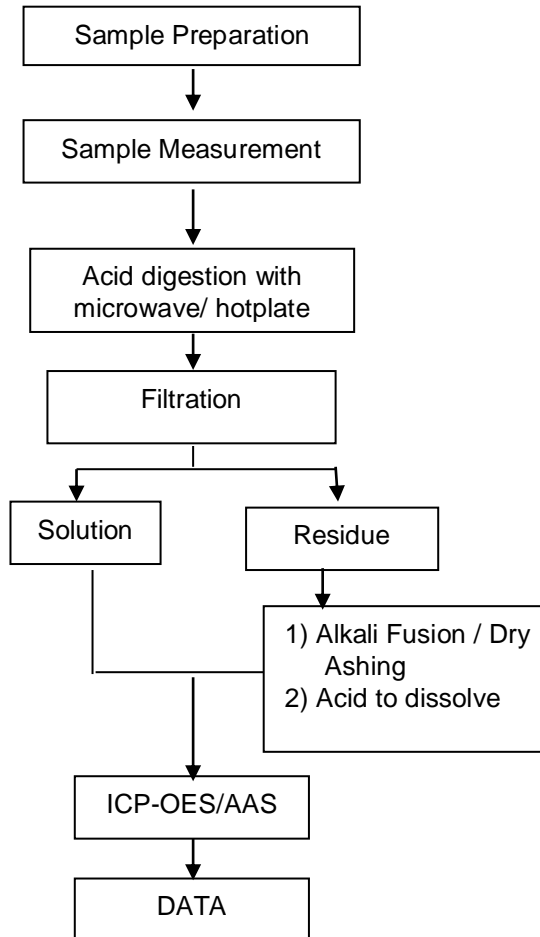 Sample Preparation
Sample Measurement
Acid digestion with
microwave/ hotplate
Filtration
Solution
Residue
1) Alkali Fusion / Dry
Ashing
2) Acid to dissolve
ICP-OES/AAS
DATA